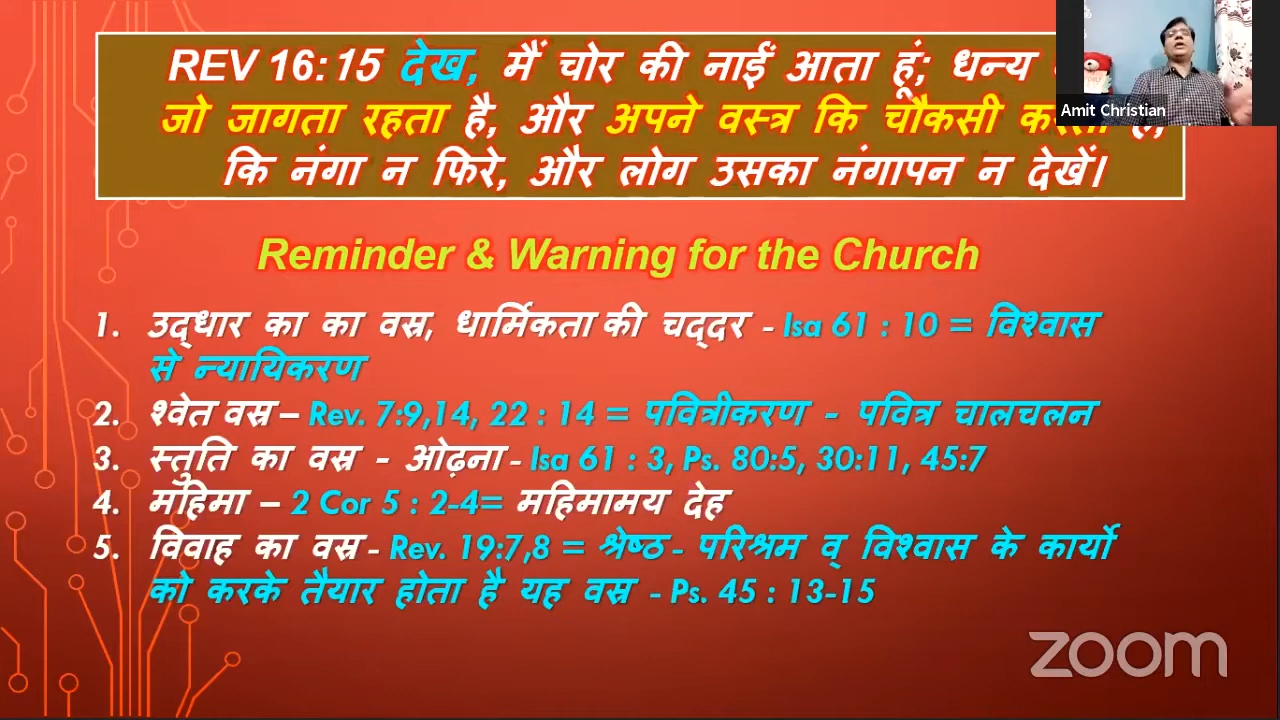 REV 16:15 देख, मैं चोर की नाईं आता हूं; धन्य
जो जागता रहता है, और अपने वस्त्र कि चौकसी
कि नंगा न फिरे, और लोग उसका नंगापन न देखें।
Amit Christian
Reminder & Warning for the Church
1. उद्धार का का वस्र, धार्मिकता की चद्दर - Isa 61 : 10 = विश्वास
से न्यायिकरण
2. श्वेत वस्र – Rev. 7:9,14, 22 : 14 = पवित्रीकरण - पवित्र चालचलन
3. स्तुति का वस्र - ओढ़ना - Isa 61 : 3, Ps. 80:5, 30:11, 45:7
4. महिमा – 2 Cor 5 : 2-4= महिमामय देह
5. विवाह का वस्र - Rev. 19:7,8 = श्रेष्ठ - परिश्रम व् विश्वास के कार्यो
को करके तैयार होता है यह वस्र - Ps. 45 : 13-15
zoom